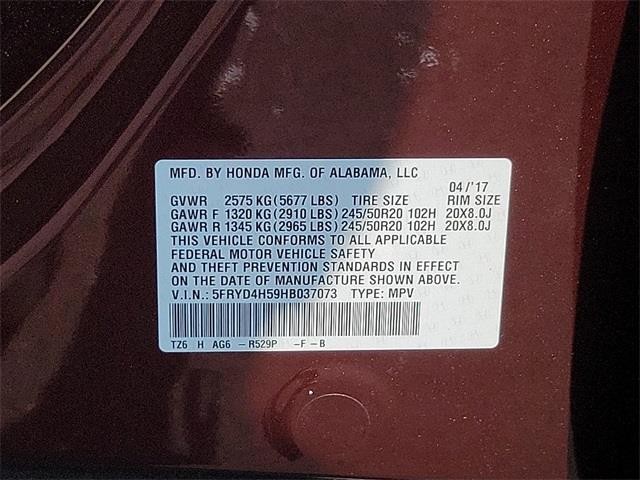 MFD. BY HONDA MFG. OF ALABAMA, LLC
04/'17
GVWR 2575 KG(5677 LBS) TIRE SIZE RIM SIZE
GAWR F 1320 KG(2910 LBS)245/50R20 102H 20X8.0J
GAWR R 1345 KG(2965 LBS)245/50R20 102H 20X8.0J
THIS VEHICLE CONFORMS TO ALL APPLICABLE
FEDERAL MOTOR VEHICLE SAFETY
AND THEFT PREVENTION STANDARDS IN EFFECT
ON THE DATE OF MANUFACTURE SHOWN ABOVE.
V.I.N.: 5FRYD4H59HB037073 TYPE: MPV
TZ6 H AG6 -R529P -F-B